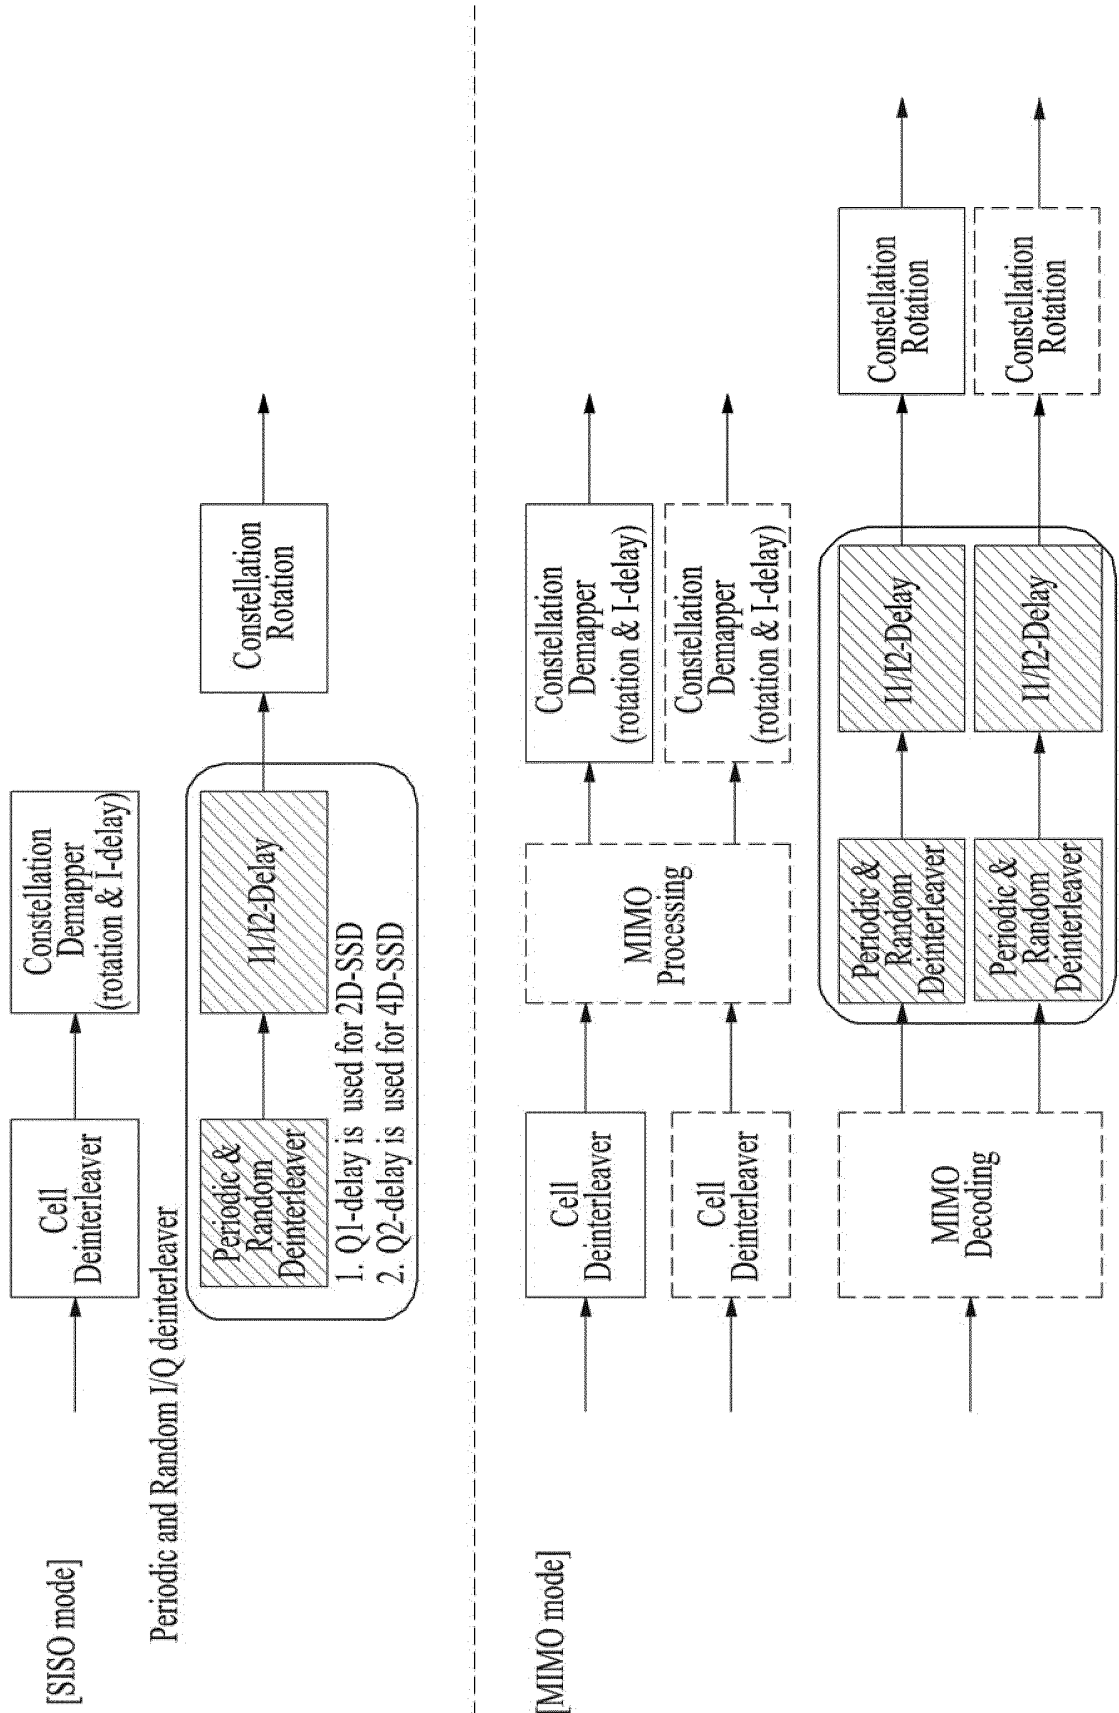 [SISO mode]
Cell
Deinterleaver
Constellation
Demapper
(rotation & I-delay)
Periodic and Random I/Q deinterleaver
Periodic &
Random
Deinterleaver
I1/I2-Delay
Constellation
Rotation
1. Q1-delay is used for 2D-SSD
2. Q2-delay is used for 4D-SSD
[MIMO mode]
Cell
Deinterleaver
Cell
Deinterleaver
MIMO
Processing
Constellation
Demapper
(rotation & I-delay)
Constellation
Demapper
(rotation & I-delay)
MIMO
Decoding
Periodic &
Random
Deinterleaver
I1/I2-Delay
Constellation
Rotation
Periodic &
Random
Deinterleaver
I1/I2-Delay
Constellation
Rotation